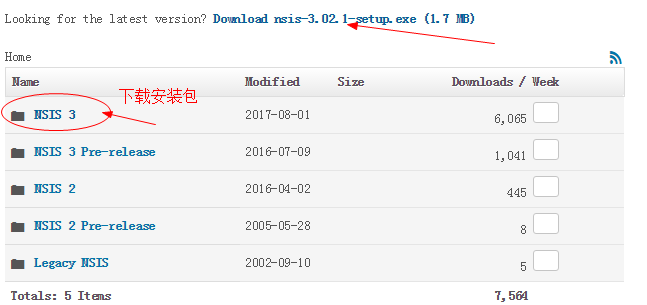 Looking for the latest version? Download nsis-3.02.1-setup.exe (1.7 MB)
Home
Name Modified Size Downloads / Week
下载安装包
NSIS 3 2017-08-01 6,065
NSIS 3 Pre-release 2016-07-09 1,041
NSIS 2 2016-04-02 445
NSIS 2 Pre-release 2005-05-28 8
Legacy NSIS 2002-09-10 5
Totals: 5 Items 7,564